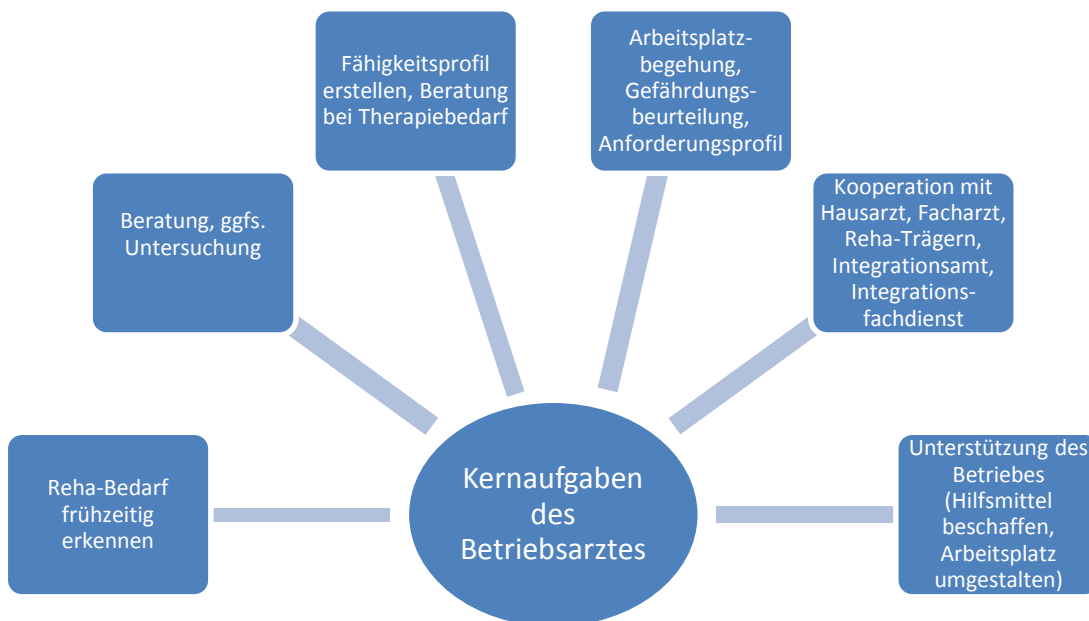 Reha-Bedarf
frühzeitig
erkennen
Beratung, ggfs.
Untersuchung
Fähigkeitsprofil
erstellen, Beratung
bei Therapiebedarf
Arbeitsplatz-
begehung,
Gefährdungs-
beurteilung,
Anforderungsprofil
Kooperation mit
Hausarzt, Facharzt,
Reha-Trägern,
Integrationsamt,
Integrations-
fachdienst
Unterstützung des
Betriebes
(Hilfsmittel
beschaffen,
Arbeitsplatz
umgestalten)
Kernaufgaben
des
Betriebsarztes